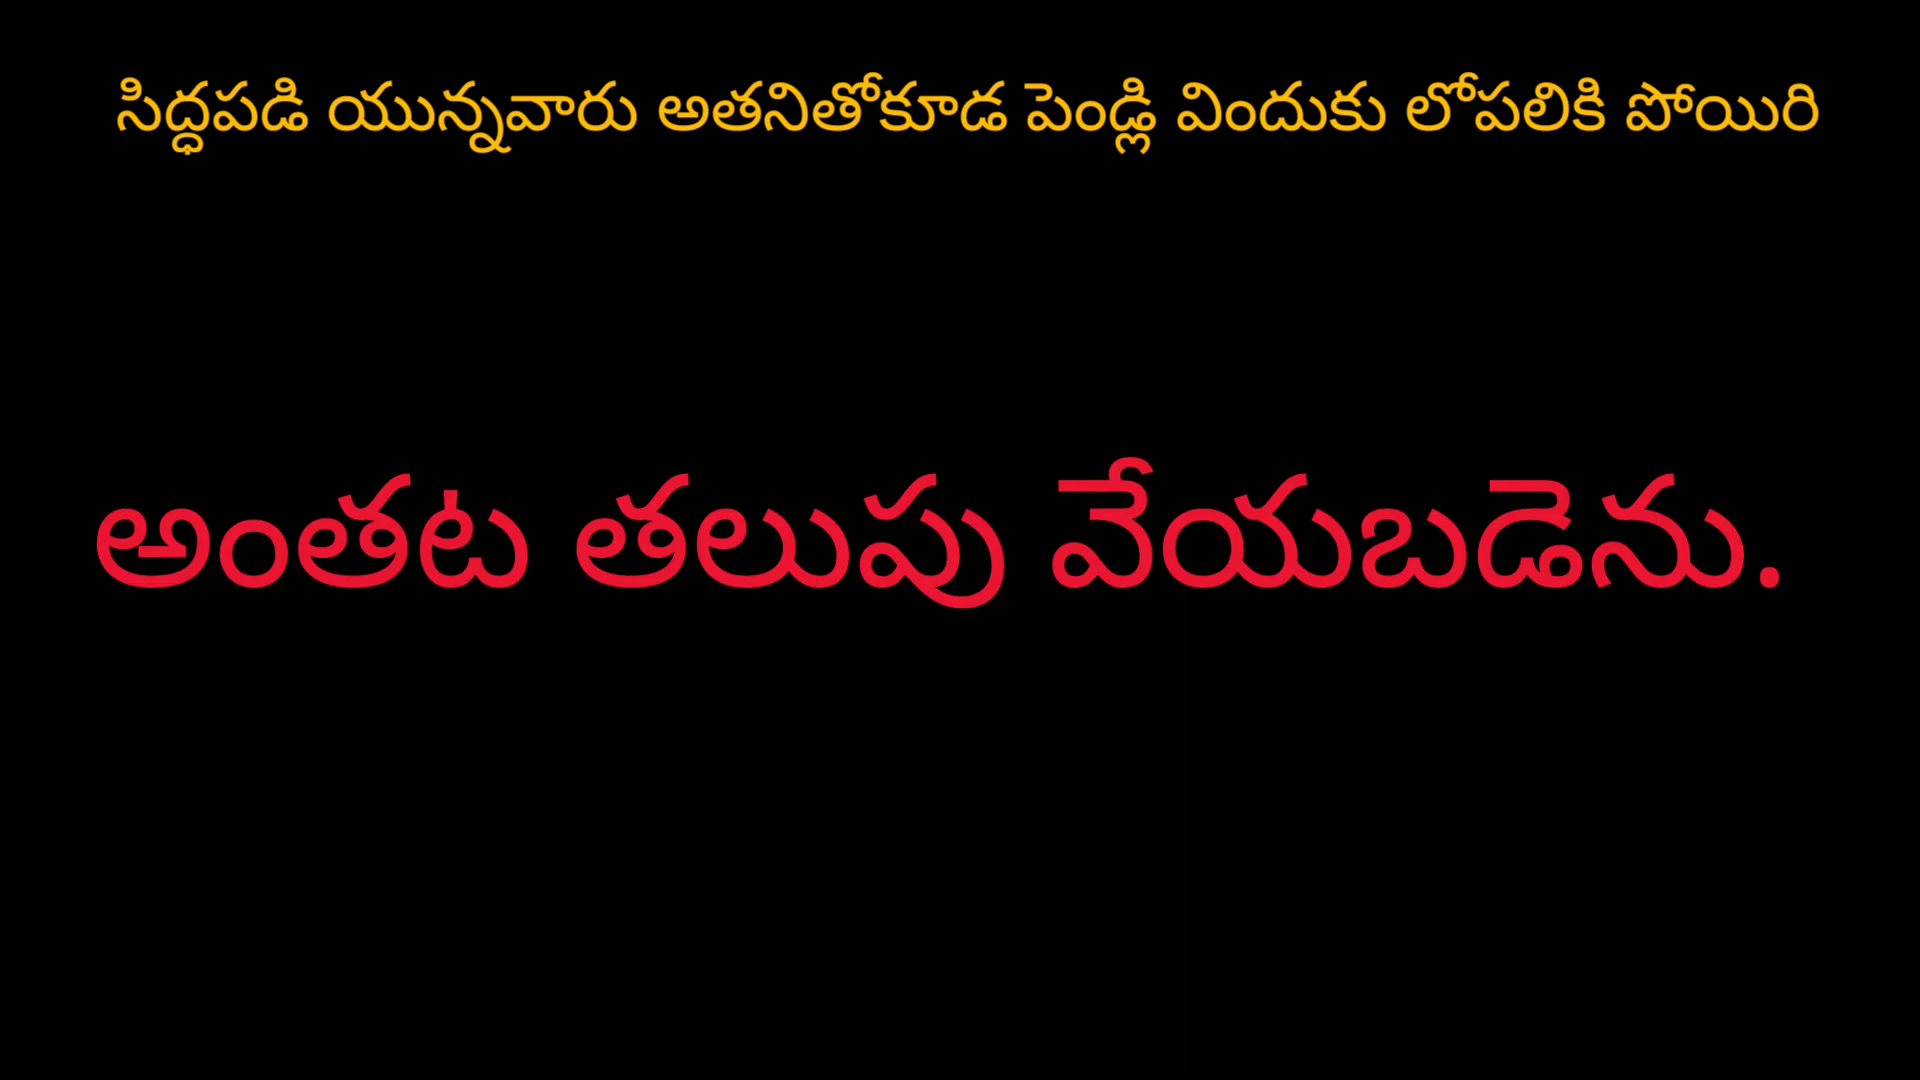 సిద్ధపడి యున్నవారు అతనితోకూడ పెండ్లి విందుకు లోపలికి పోయిరి
అంతట తలుపు వేయబడెను.